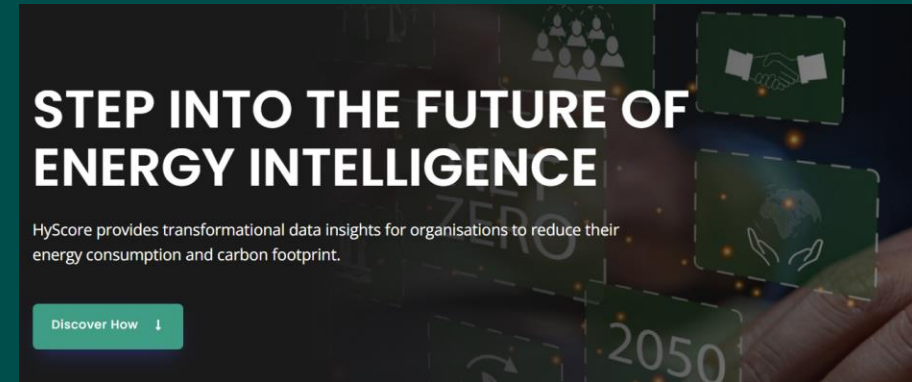 STEP INTO THE FUTURE OF
ENERGY INTELLIGENCE
NET
ZERO
HyScore provides transformational data insights for organisations to reduce their
energy consumption and carbon footprint.
Discover How
2050